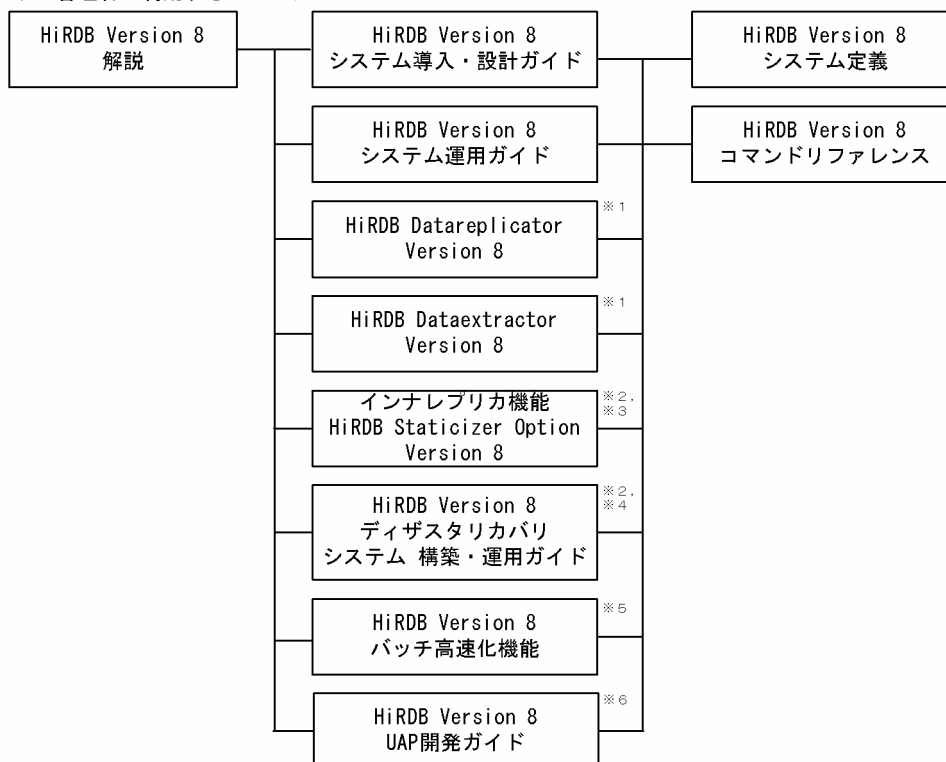 HiRDB Version 8
解説
HiRDB Version 8
システム導入・設計ガイド
HiRDB Version 8
システム定義
HiRDB Version 8
システム運用ガイド
HiRDB Version 8
コマンドリファレンス
HiRDB Datareplicator
Version 8
※1
HiRDB Dataextractor
Version 8
※1
インナレプリカ機能
HiRDB Staticizer Option
Version 8
※2,
※3
HiRDB Version 8
ディザスタリカバリ
システム 構築・運用ガイド
※2,
※4
HiRDB Version 8
バッチ高速化機能
※5
HiRDB Version 8
UAP開発ガイド
※6